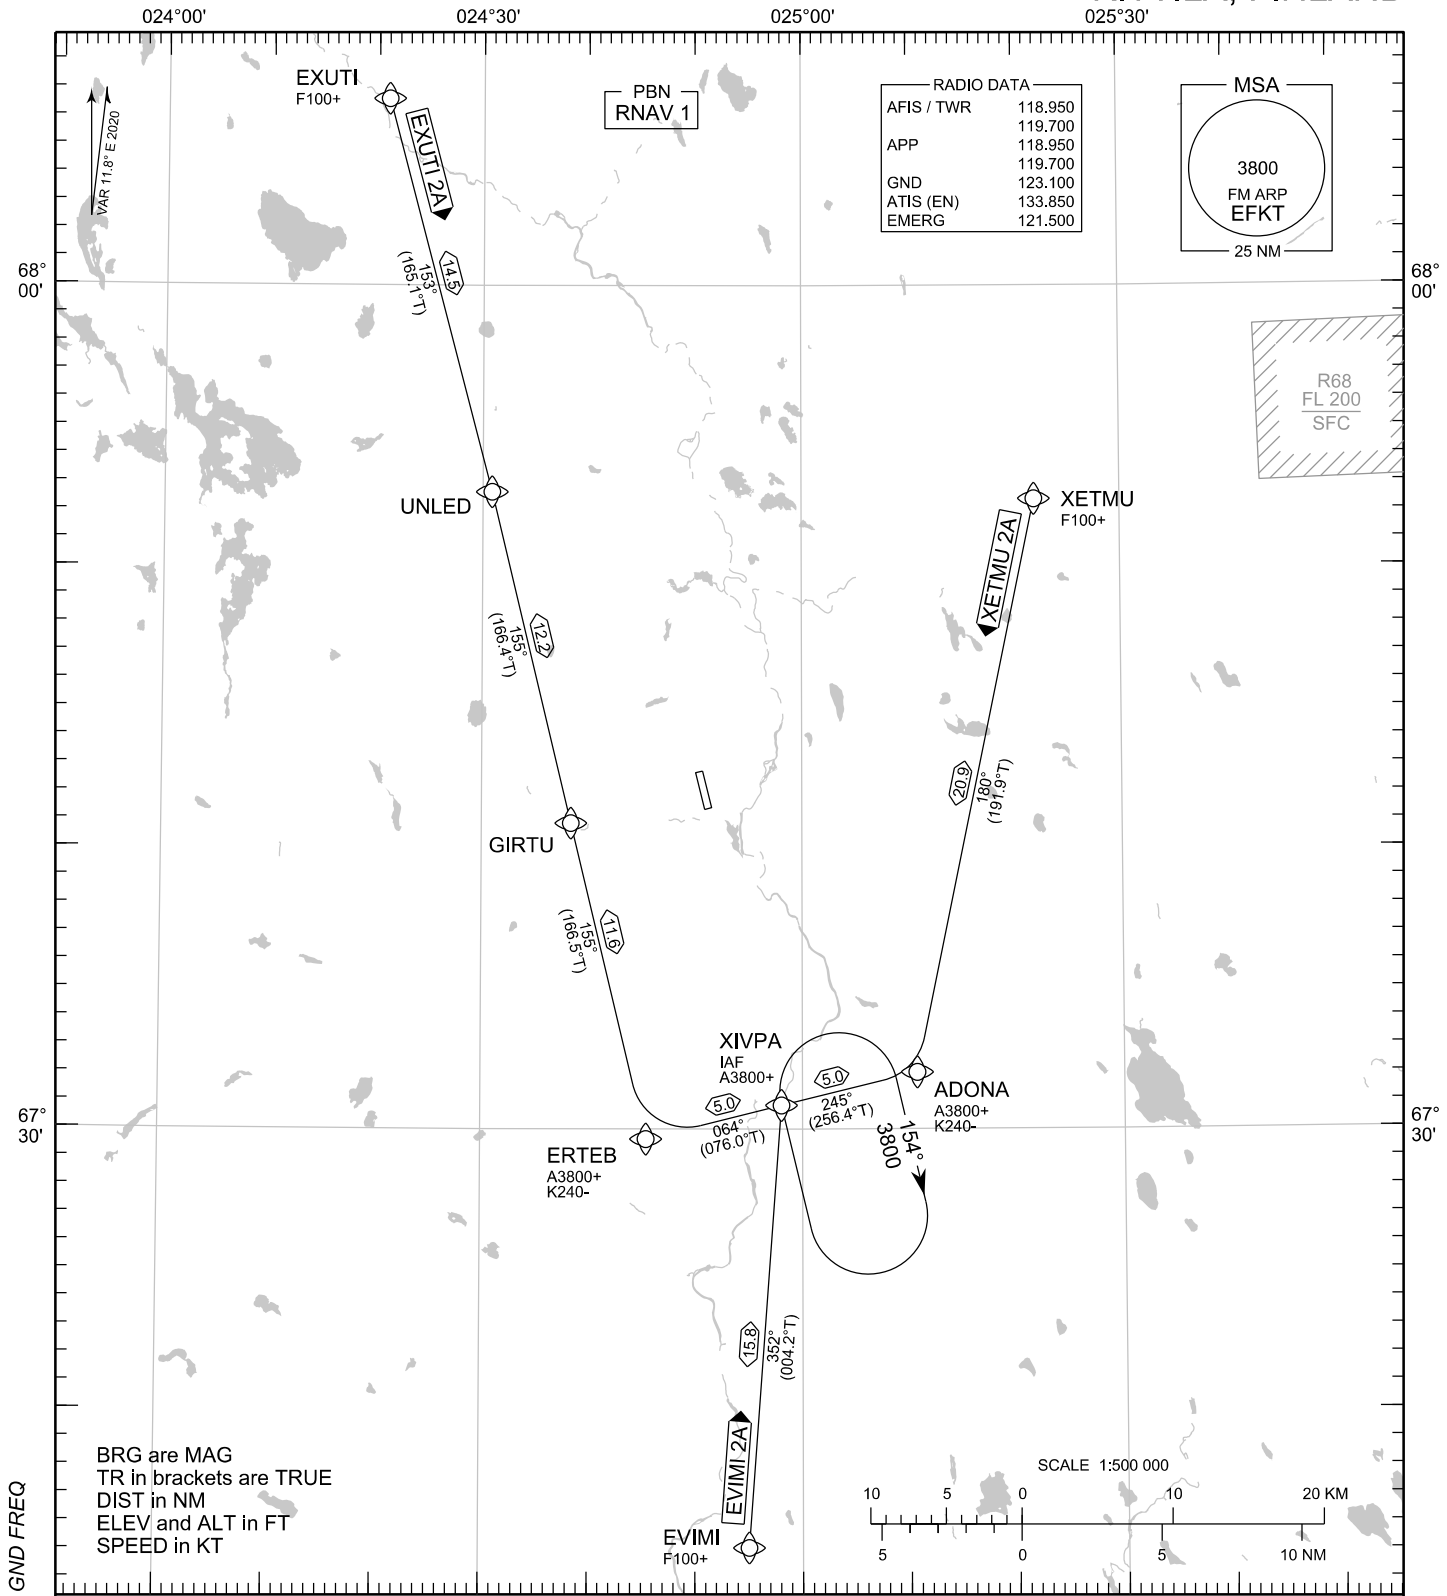 024°00'
024°30'
025°00'
025°30'
EXUTI
F100+
PBN
RNAV 1
RADIO DATA
AFIS / TWR 118.950
119.700
APP 118.950
119.700
GND 123.100
ATIS (EN) 133.850
EMERG 121.500
MSA
3800
FM ARP
EFKT
25 NM
VAR 11.8° E 2020
EXUTI 2A
68°
00'
68°
00'
14.5
153°
(165.1°T)
R68
FL 200
SFC
UNLED
XETMU
F100+
XETMU 2A
12.2
155°
(166.4°T)
20.9
180°
(191.9°T)
GIRTU
11.6
155°
(166.5°T)
XIVPA
IAF
A3800+
5.0
245°
(256.4°T)
ADONA
A3800+
K240-
5.0
064°
(076.0°T)
154°
3800
67°
30'
67°
30'
ERTEB
A3800+
K240-
15.8
352°
(004.2°T)
EVIMI 2A
EVIMI
F100+
BRG are MAG
TR in brackets are TRUE
DIST in NM
ELEV and ALT in FT
SPEED in KT
GND FREQ
SCALE 1:500 000
10 5 0 10 20 KM
5 0 5 10 NM